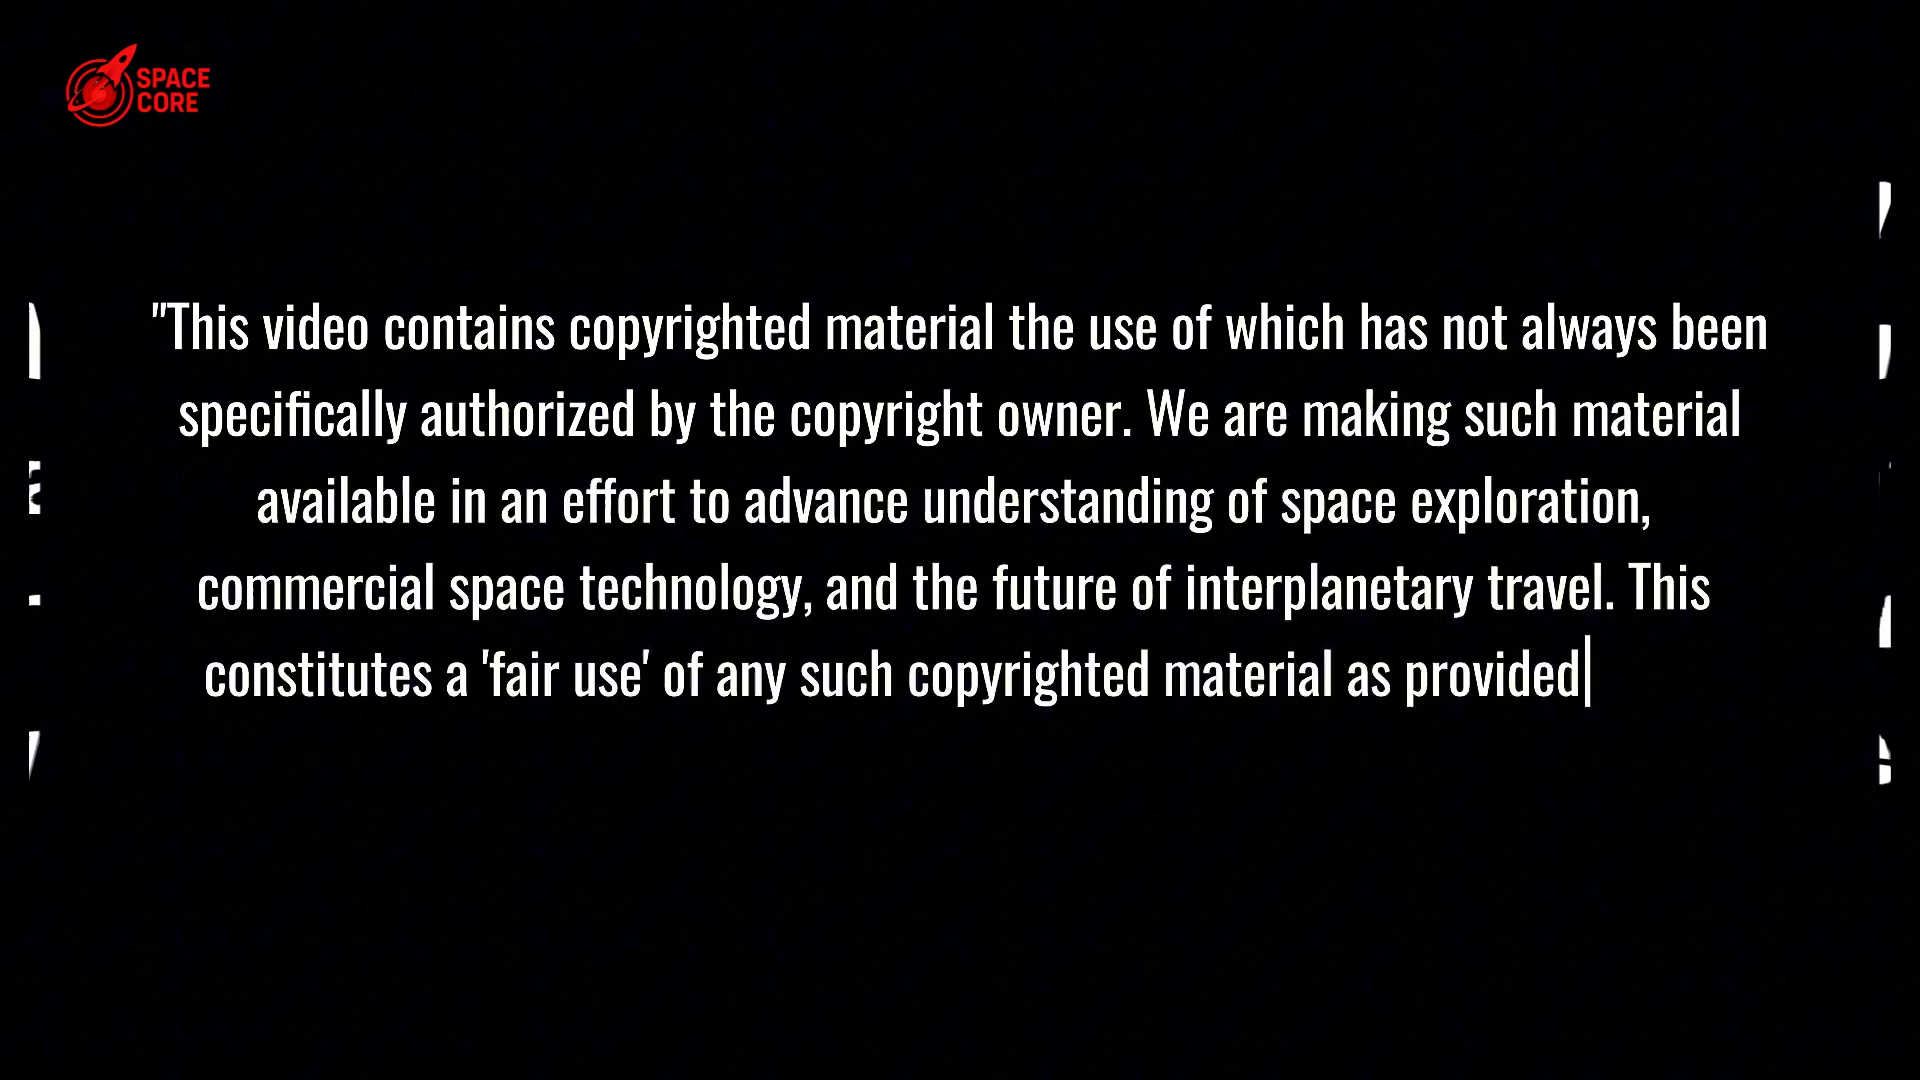 SPACE
CORE
"This video contains copyrighted material the use of which has not always been
specifically authorized by the copyright owner. We are making such material
available in an effort to advance understanding of space exploration,
commercial space technology, and the future of interplanetary travel. This
constitutes a 'fair use' of any such copyrighted material as provided